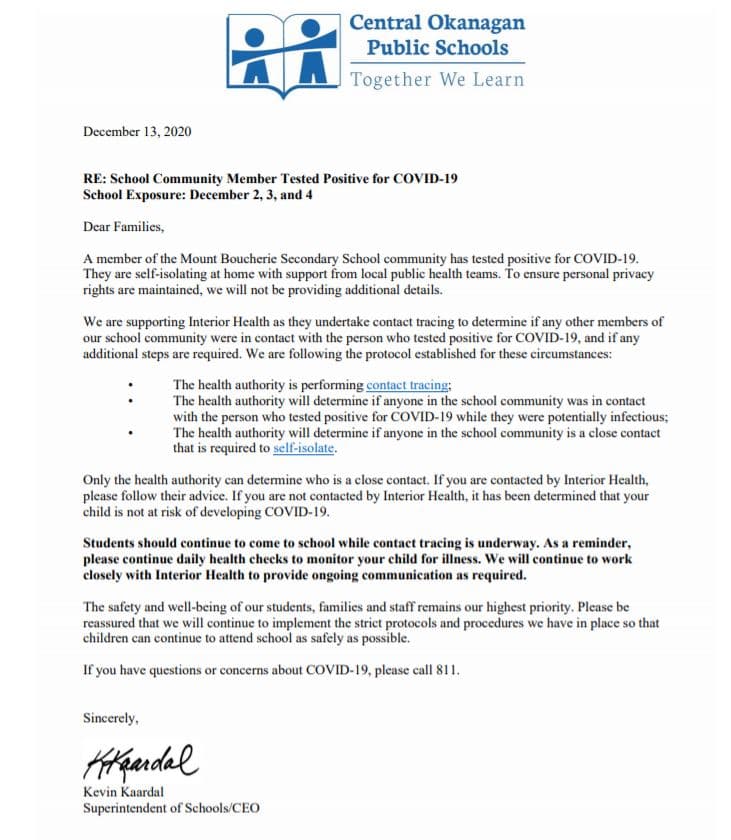 Central Okanagan
Public Schools
Together We Learn
December 13, 2020
RE: School Community Member Tested Positive for COVID-19
School Exposure: December 2, 3, and 4
Dear Families,
A member of the Mount Boucherie Secondary School community has tested positive for COVID-19.
They are self-isolating at home with support from local public health teams. To ensure personal privacy
rights are maintained, we will not be providing additional details.
We are supporting Interior Health as they undertake contact tracing to determine if any other members of
our school community were in contact with the person who tested positive for COVID-19, and if any
additional steps are required. We are following the protocol established for these circumstances:
• The health authority is performing contact tracing;
• The health authority will determine if anyone in the school community was in contact
with the person who tested positive for COVID-19 while they were potentially infectious;
• The health authority will determine if anyone in the school community is a close contact
that is required to self-isolate.
Only the health authority can determine who is a close contact. If you are contacted by Interior Health,
please follow their advice. If you are not contacted by Interior Health, it has been determined that your
child is not at risk of developing COVID-19.
Students should continue to come to school while contact tracing is underway. As a reminder,
please continue daily health checks to monitor your child for illness. We will continue to work
closely with Interior Health to provide ongoing communication as required.
The safety and well-being of our students, families and staff remains our highest priority. Please be
reassured that we will continue to implement the strict protocols and procedures we have in place so that
children can continue to attend school as safely as possible.
If you have questions or concerns about COVID-19, please call 811.
Sincerely,
KKaardal
Kevin Kaardal
Superintendent of Schools/CEO